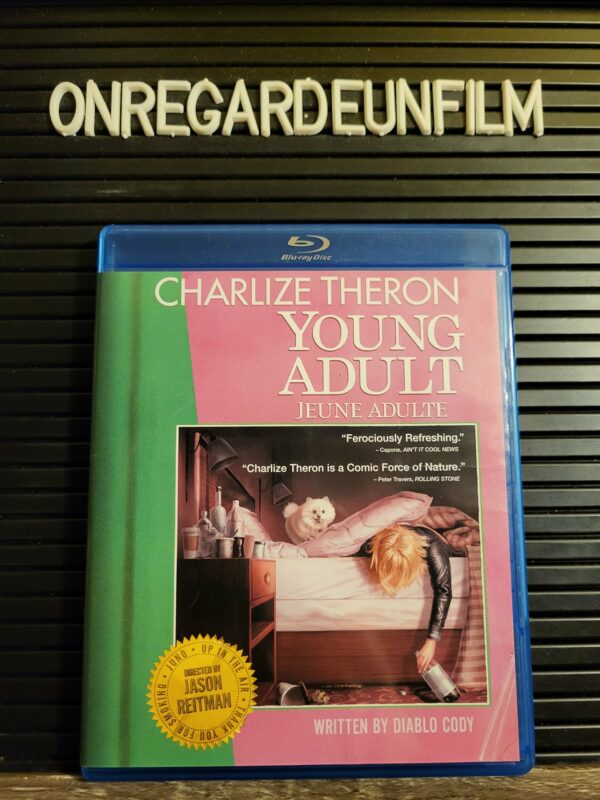 ONREGARDEUNFILM
Blu-ray Disc
CHARLIZE THERON
YOUNG
ADULT
JEUNE ADULTE
“Ferociously Refreshing.”
– Capone, AIN'T IT COOL NEWS
“Charlize Theron is a Comic Force of Nature.”
– Peter Travers, ROLLING STONE
JUNO • UP IN THE AIR • THANK YOU FOR SMOKING •
DIRECTED BY
JASON
REITMAN
WRITTEN BY DIABLO CODY